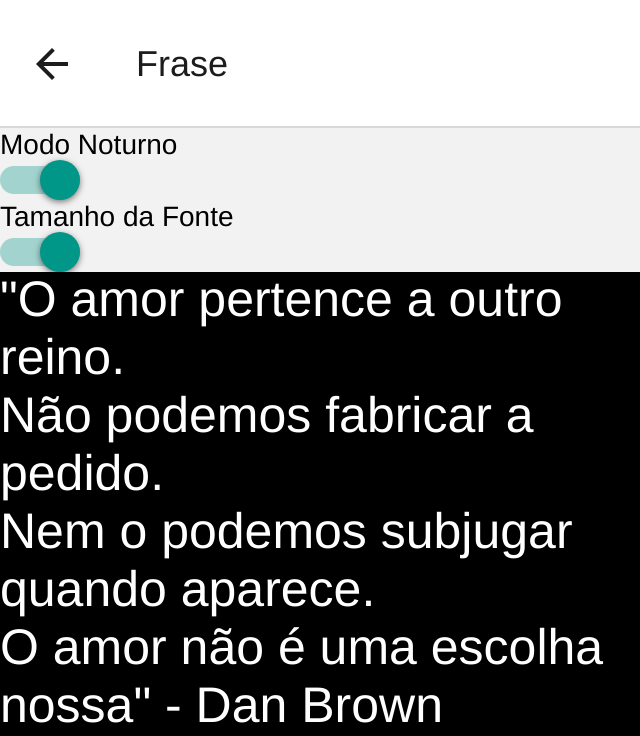 Frase
Modo Noturno
Tamanho da Fonte
"O amor pertence a outro
reino.
Não podemos fabricar a
pedido.
Nem o podemos subjugar
quando aparece.
O amor não é uma escolha
nossa" - Dan Brown